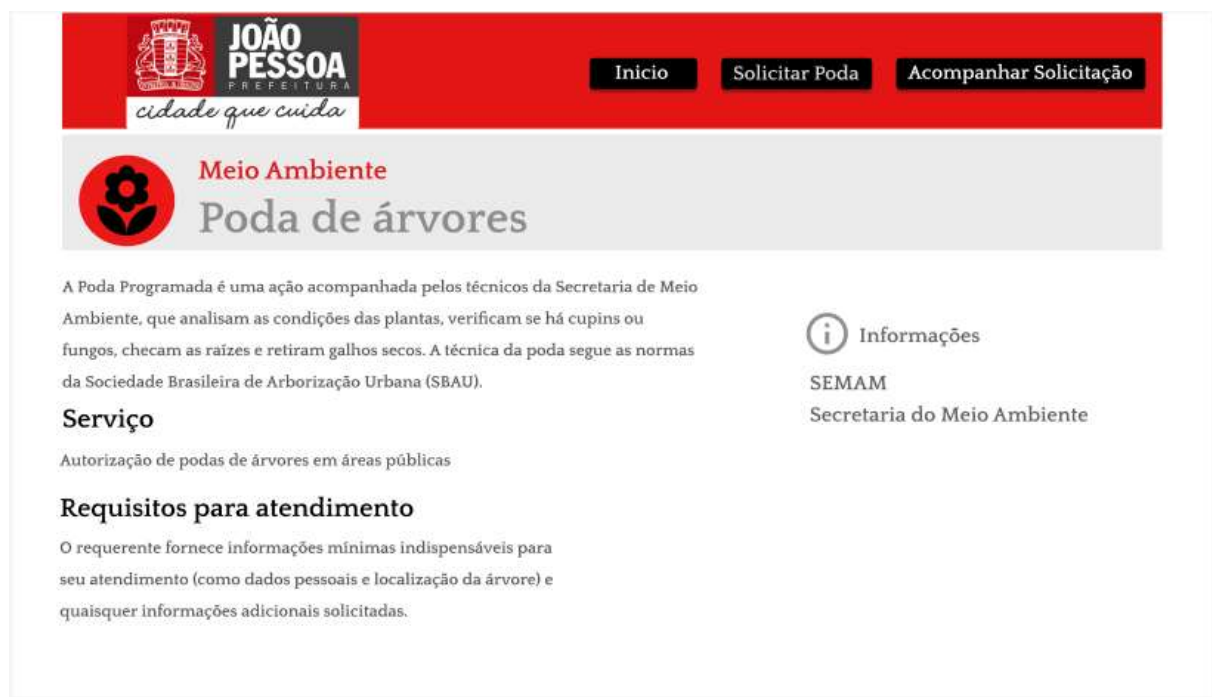 JOÃO
PESSOA
PREFEITURA
cidade que cuida
Inicio
Solicitar Poda
Acompanhar Solicitação
Meio Ambiente
Poda de árvores
A Poda Programada é uma ação acompanhada pelos técnicos da Secretaria de Meio
Ambiente, que analisam as condições das plantas, verificam se há cupins ou
fungos, checam as raízes e retiram galhos secos. A técnica da poda segue as normas
da Sociedade Brasileira de Arborização Urbana (SBAU).
Serviço
Autorização de podas de árvores em áreas públicas
Requisitos para atendimento
O requerente fornece informações mínimas indispensáveis para
seu atendimento (como dados pessoais e localização da árvore) e
quaisquer informações adicionais solicitadas.
Informações
SEMAM
Secretaria do Meio Ambiente